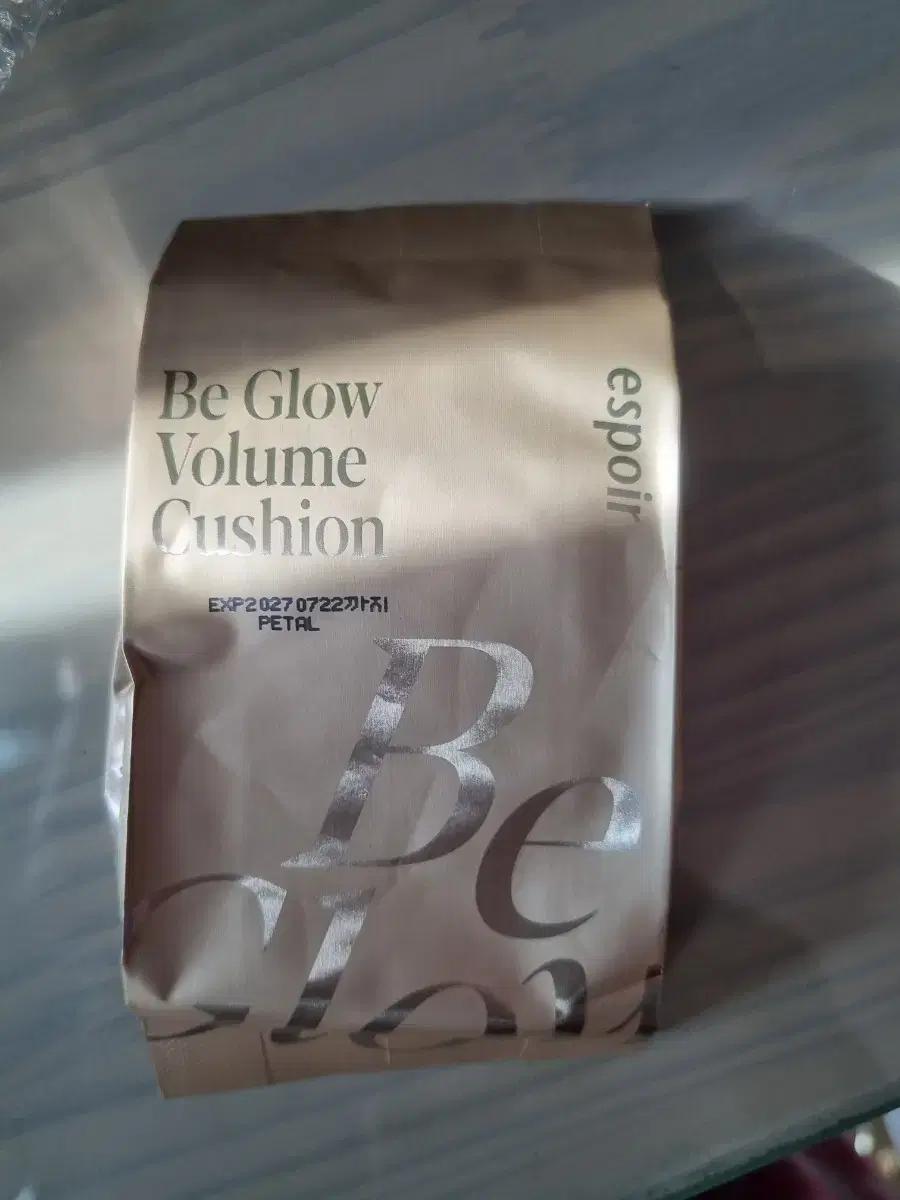 Be Glow
Volume
Cushion
espoir
EXP20270722까지
PETAL
Be
Glow